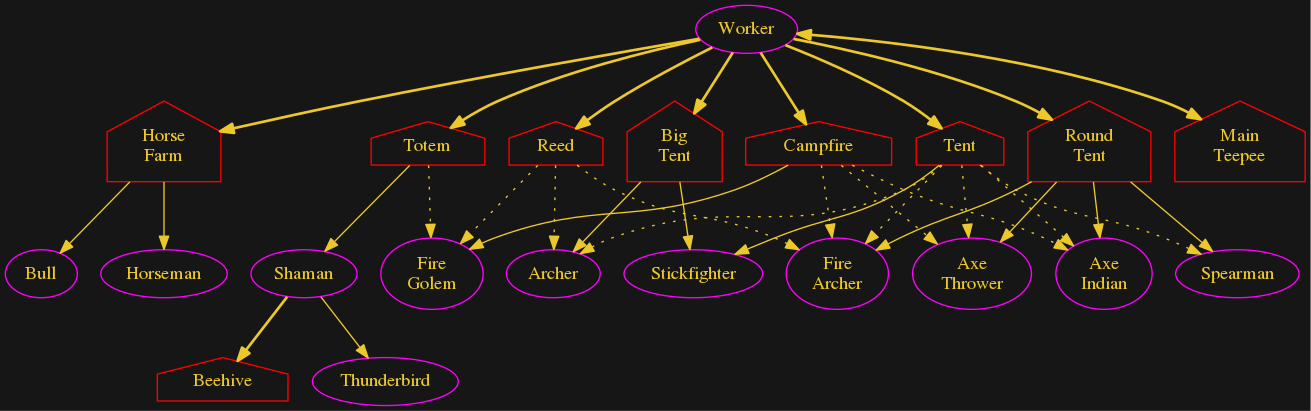 Worker
Horse
Farm
Totem
Reed
Big
Tent
Campfire
Tent
Round
Tent
Main
Teepee
Bull
Horseman
Shaman
Fire
Golem
Archer
Stickfighter
Fire
Archer
Axe
Thrower
Axe
Indian
Spearman
Beehive
Thunderbird